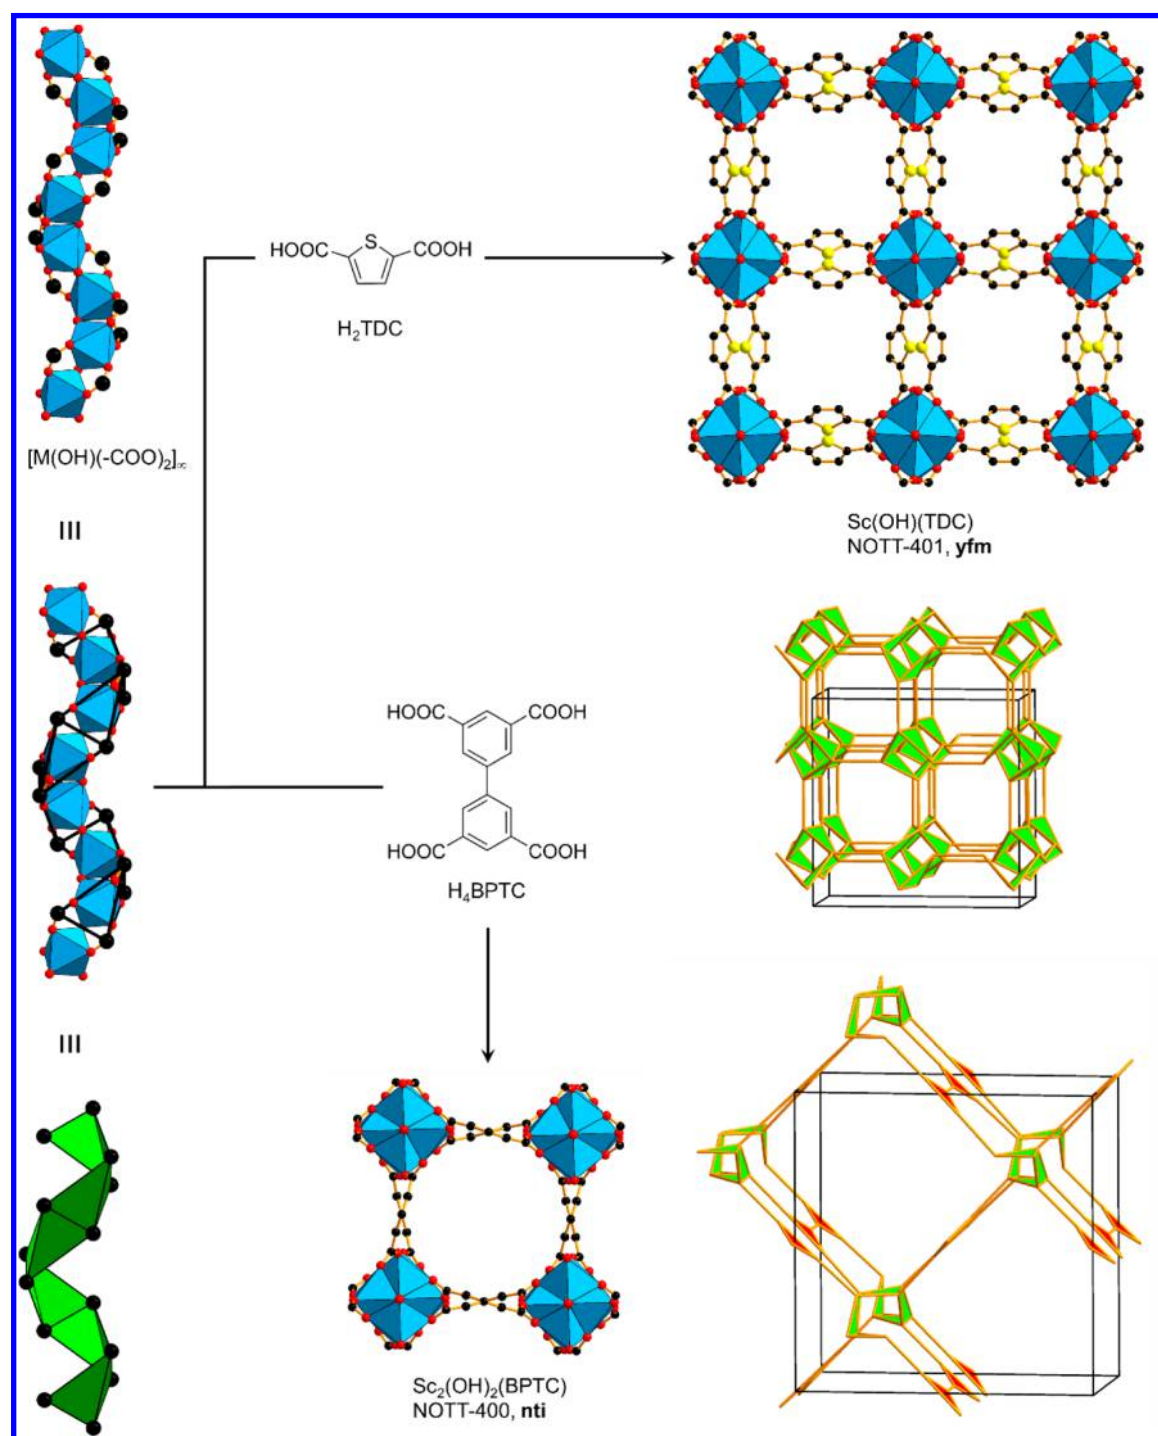 HOOC S COOH
H₂TDC
[M(OH)(-COO)₂]∞
Sc(OH)(TDC)
NOTT-401, yfm
III
HOOC COOH
HOOC COOH
H₄BPTC
III
Sc₂(OH)₂(BPTC)
NOTT-400, nti